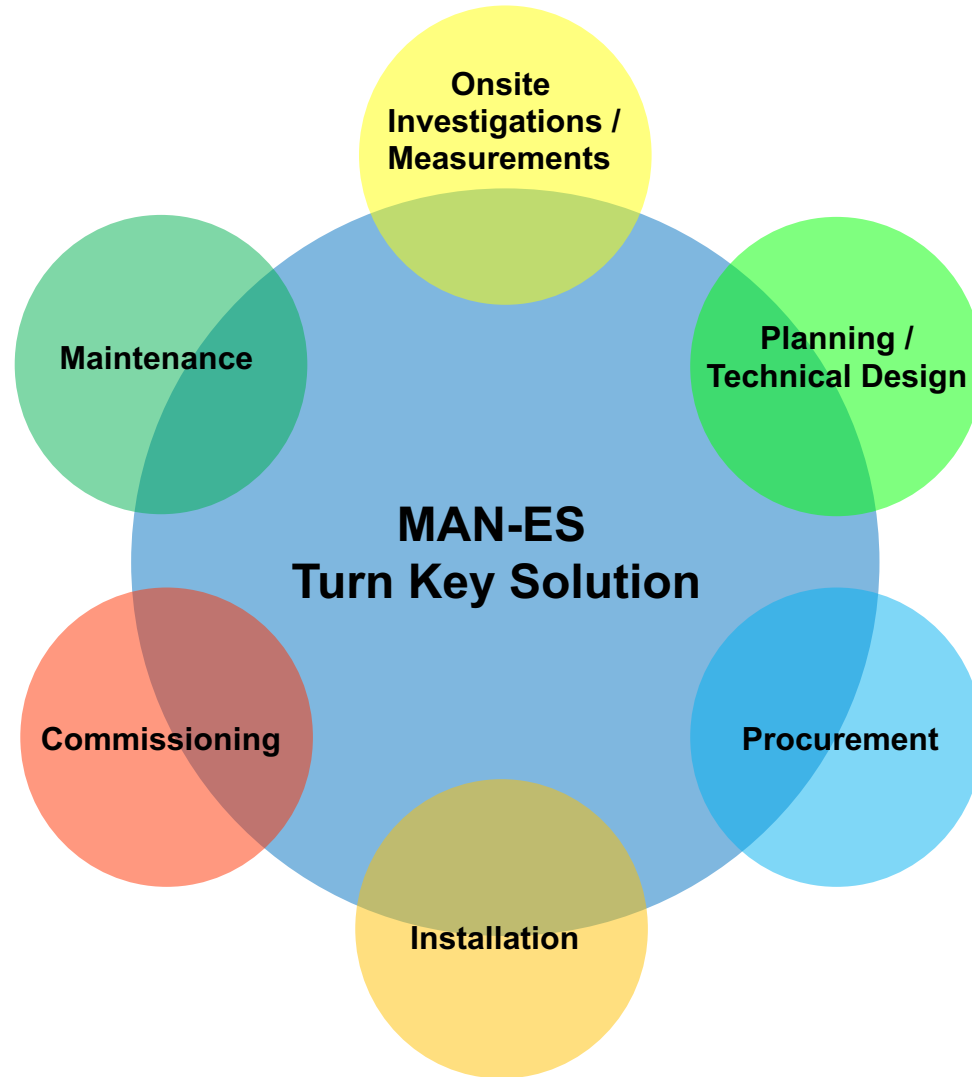 Onsite
Investigations /
Measurements
Planning /
Technical Design
Maintenance
MAN-ES
Turn Key Solution
Commissioning
Procurement
Installation